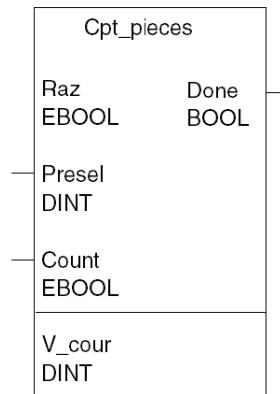 Cpt_pieces
Raz Done
EBOOL BOOL
Presel
DINT
Count
EBOOL
V_cour
DINT